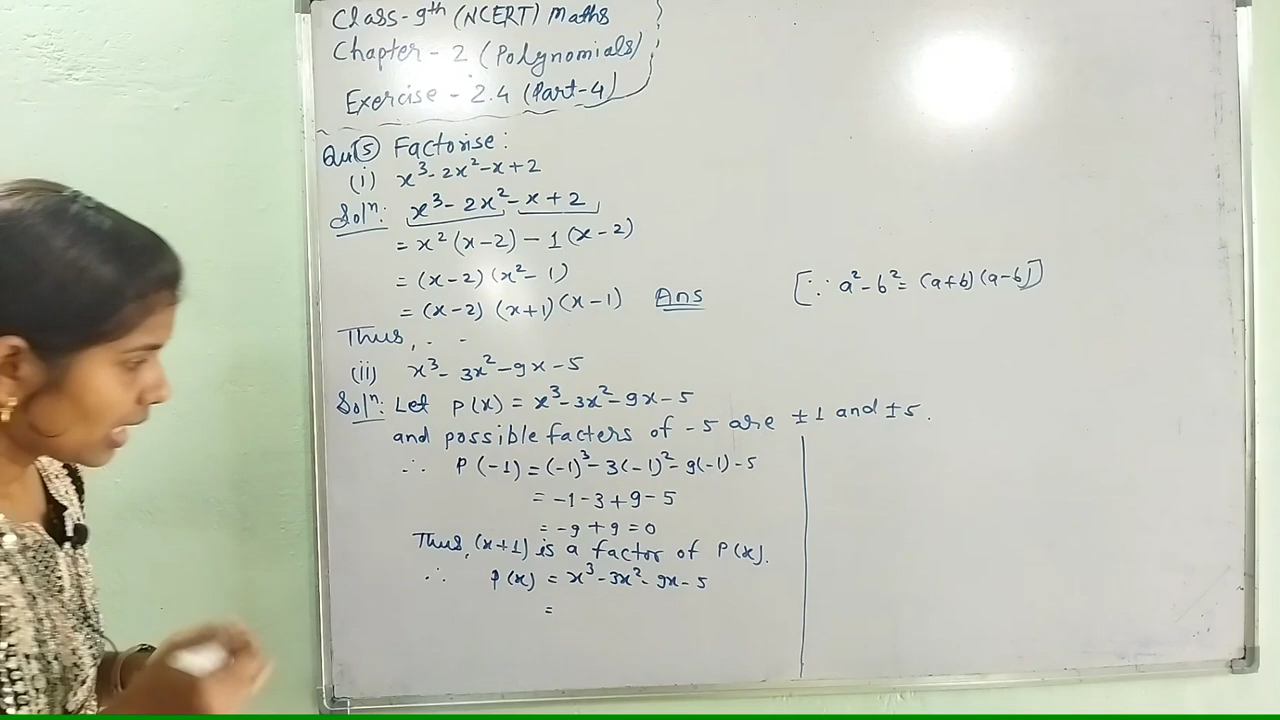 Class-9th (NCERT) Maths
Chapter - 2 (Polynomials)
Exercise - 2.4 (Part-4)
Qu(5) Factorise:
(i) x³-2x²-x+2
Solⁿ: x³-2x²-x+2
= x²(x-2)-1(x-2)
= (x-2)(x²-1)
= (x-2)(x+1)(x-1) Ans [∵ a²-b²=(a+b)(a-b)]
Thus, . -
(ii) x³-3x²-9x-5
Solⁿ: Let P(x) = x³-3x²-9x-5
and possible facters of -5 are ±1 and ±5.
∴ P(-1) = (-1)³-3(-1)²-9(-1)-5
= -1-3+9-5
= -9+9=0
Thus, (x+1) is a factor of P(x).
∴ P(x) = x³-3x²-9x-5
=